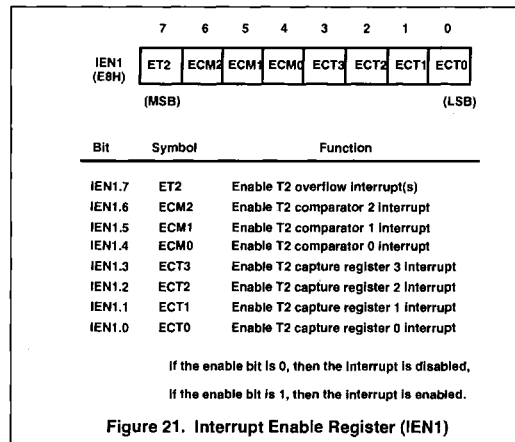 7 6 5 4 3 2 1 0
IEN1 ET2 ECM2 ECM1 ECM0 ECT3 ECT2 ECT1 ECT0
(E8H)
(MSB) (LSB)
Bit Symbol Function
IEN1.7 ET2 Enable T2 overflow interrupt(s)
IEN1.6 ECM2 Enable T2 comparator 2 interrupt
IEN1.5 ECM1 Enable T2 comparator 1 interrupt
IEN1.4 ECM0 Enable T2 comparator 0 interrupt
IEN1.3 ECT3 Enable T2 capture register 3 interrupt
IEN1.2 ECT2 Enable T2 capture register 2 interrupt
IEN1.1 ECT1 Enable T2 capture register 1 interrupt
IEN1.0 ECT0 Enable T2 capture register 0 interrupt
If the enable bit is 0, then the interrupt is disabled,
If the enable bit is 1, then the interrupt is enabled.
Figure 21. Interrupt Enable Register (IEN1)